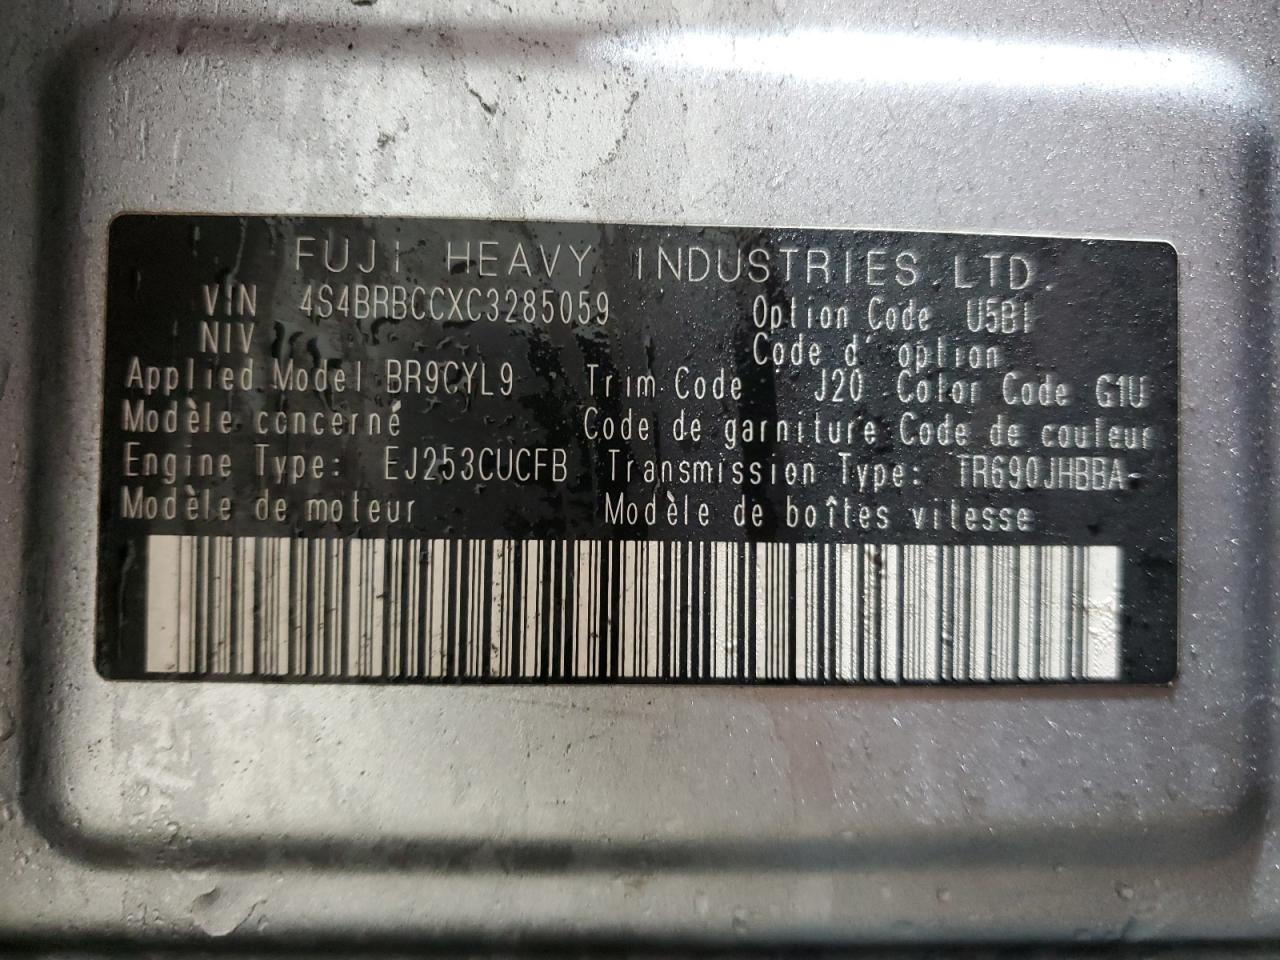 FUJI HEAVY INDUSTRIES LTD.
VIN 4S4BRBCCXC3285059 Option Code U5B1
NIV Code d'option
Applied Model BR9CYL9 Trim Code J20 Color Code G1U
Modèle concerné Code de garniture Code de couleur
Engine Type: EJ253CUCFB Transmission Type: TR690JHBBA-
Modèle de moteur Modèle de boîtes vitesse